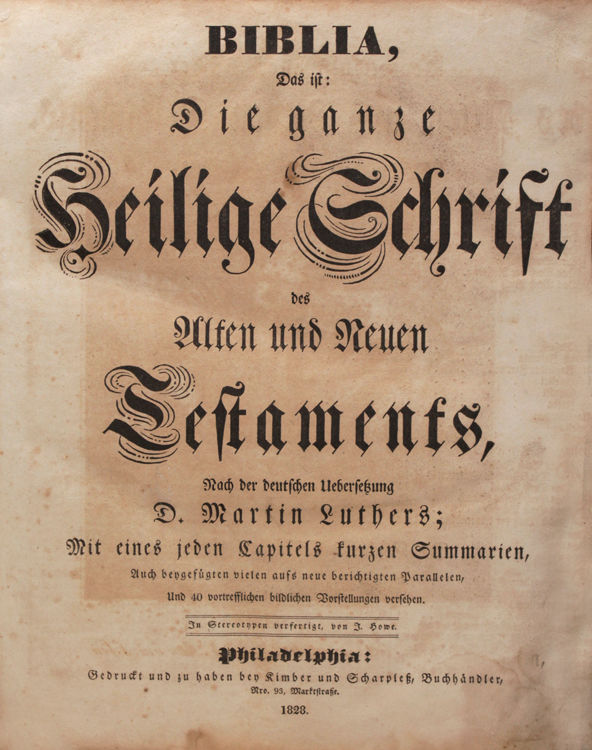 BIBLIA,
Das ist:
Die ganze
Heilige Schrift
des
Alten und Neuen
Testaments,
Nach der deutschen Uebersetzung
D. Martin Luthers;
Mit eines jeden Capitels kurzen Summarien,
Auch beygefügten vielen aufs neue berichtigten Parallelen,
Und 40 vortrefflichen bildlichen Vorstellungen versehen.
In Stereotypen verfertigt, von J. Howe.
Philadelphia:
Gedruckt und zu haben bey Kimber und Scharpleß, Buchhändler,
Nro. 93, Marktstraße.
1828.